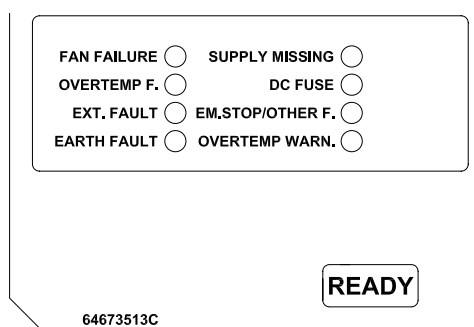 FAN FAILURE SUPPLY MISSING
OVERTEMP F. DC FUSE
EXT. FAULT EM.STOP/OTHER F.
EARTH FAULT OVERTEMP WARN.
READY
64673513C